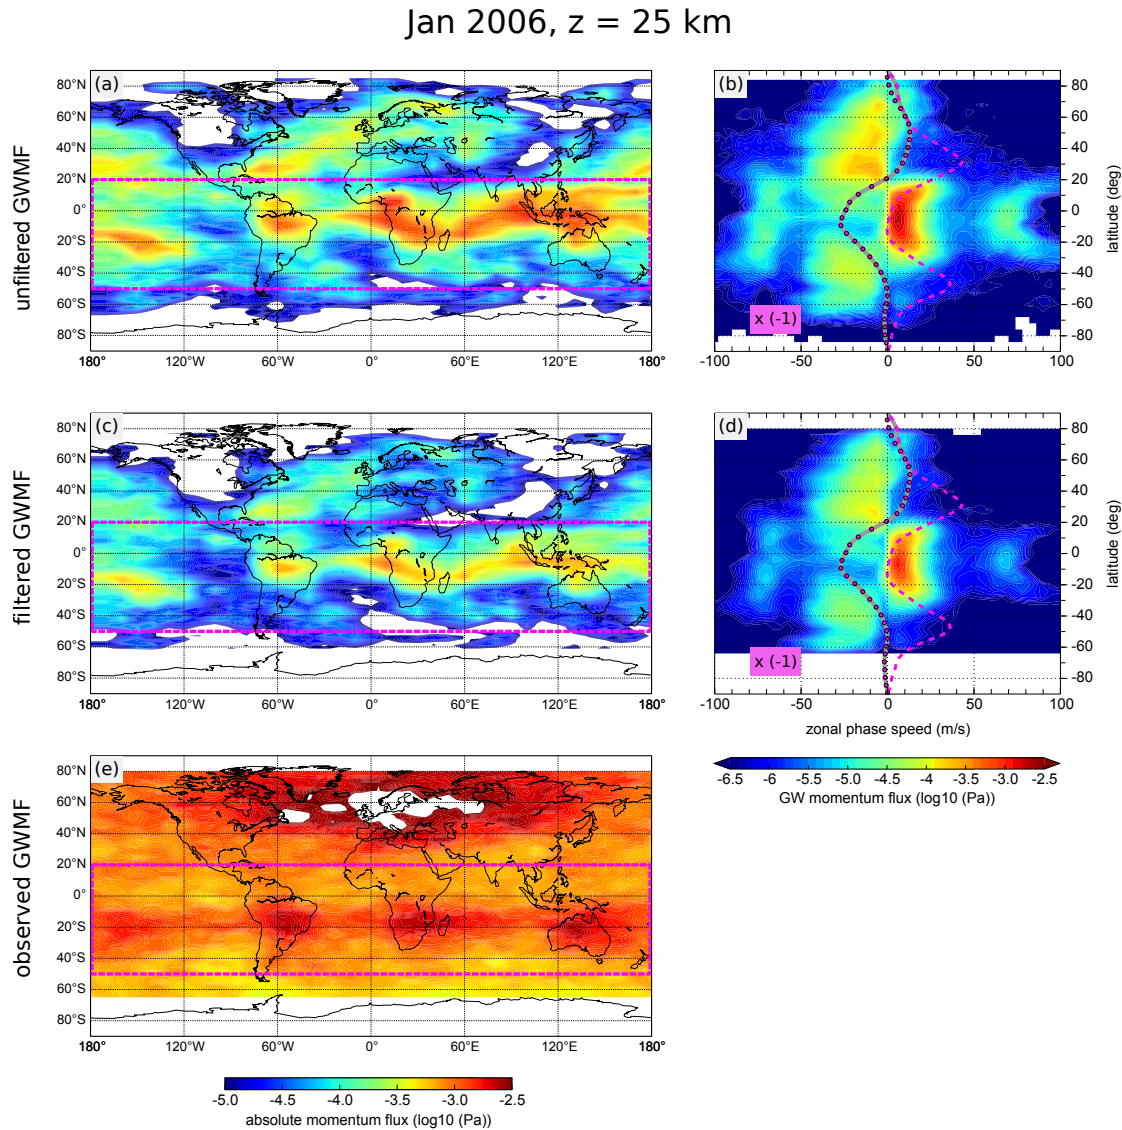 Jan 2006, z = 25 km
unfiltered GWMF
(a)
80°N
60°N
40°N
20°N
0°
20°S
40°S
60°S
80°S
180° 120°W 60°W 0° 60°E 120°E 180°
(b)
x (-1)
80
60
40
20
0
-20
-40
-60
-80
latitude (deg)
-100 -50 0 50 100
filtered GWMF
(c)
80°N
60°N
40°N
20°N
0°
20°S
40°S
60°S
80°S
180° 120°W 60°W 0° 60°E 120°E 180°
(d)
x (-1)
80
60
40
20
0
-20
-40
-60
-80
latitude (deg)
-100 -50 0 50 100
zonal phase speed (m/s)
-6.5 -6 -5.5 -5.0 -4.5 -4 -3.5 -3.0 -2.5
GW momentum flux (log10 (Pa))
observed GWMF
(e)
80°N
60°N
40°N
20°N
0°
20°S
40°S
60°S
80°S
180° 120°W 60°W 0° 60°E 120°E 180°
-5.0 -4.5 -4.0 -3.5 -3.0 -2.5
absolute momentum flux (log10 (Pa))